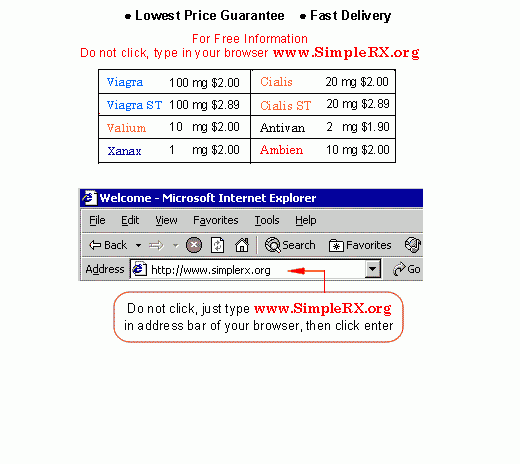 • Lowest Price Guarantee • Fast Delivery
For Free Information
Do not click, type in your browser www.SimpleRX.org
Viagra 100 mg $2.00 Cialis 20 mg $2.00
Viagra ST 100 mg $2.89 Cialis ST 20 mg $2.89
Valium 10 mg $2.00 Antivan 2 mg $1.90
Xanax 1 mg $2.00 Ambien 10 mg $2.00
Welcome - Microsoft Internet Explorer
File Edit View Favorites Tools Help
Back Search Favorites
Address http://www.simplerx.org Go
Do not click, just type www.SimpleRX.org
in address bar of your browser, then click enter